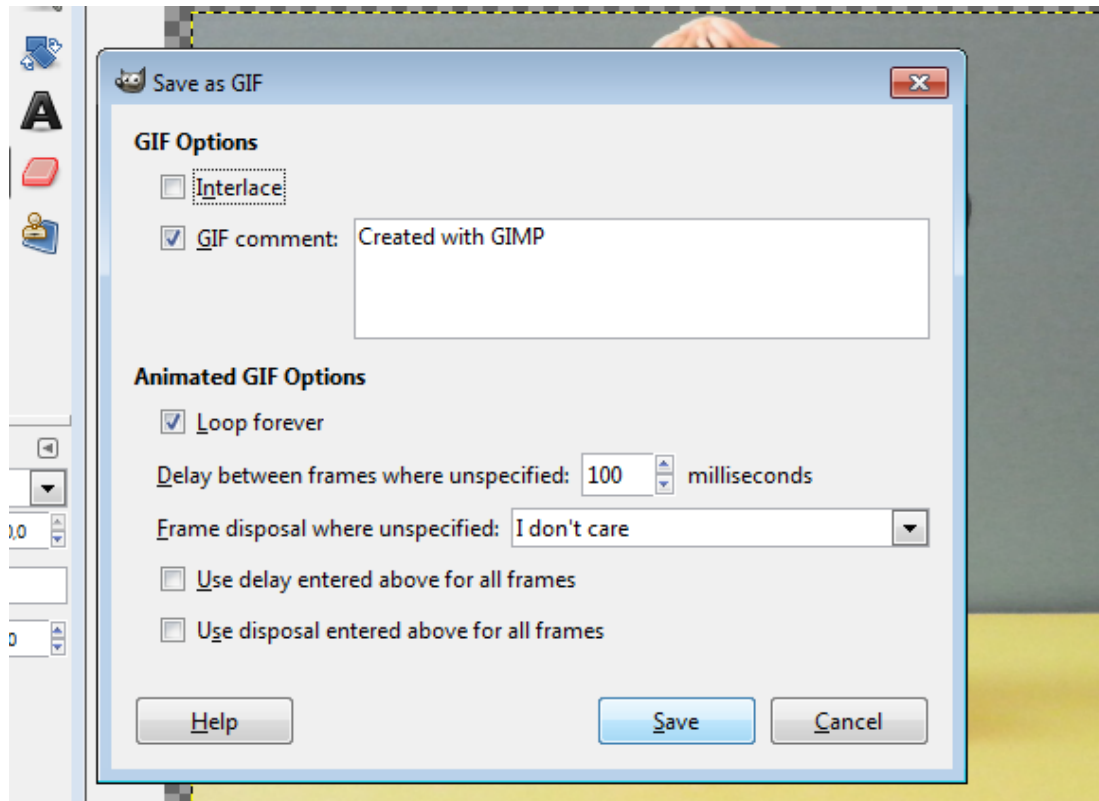 Save as GIF
GIF Options
Interlace
GIF comment: Created with GIMP
Animated GIF Options
Loop forever
Delay between frames where unspecified: 100 milliseconds
Frame disposal where unspecified: I don't care
Use delay entered above for all frames
Use disposal entered above for all frames
Help Save Cancel